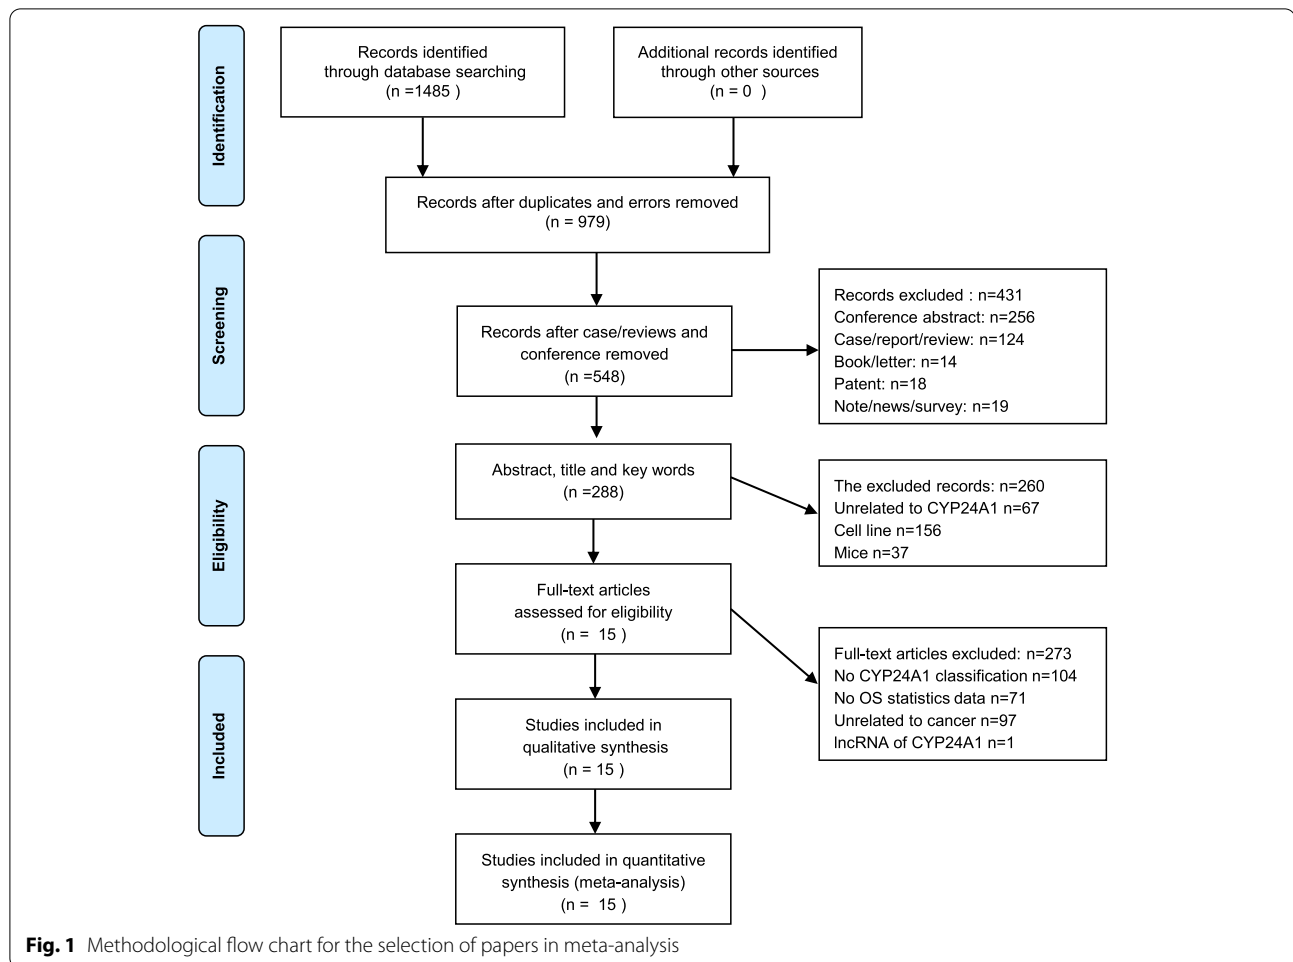 Identification
Records identified
through database searching
(n =1485 )
Additional records identified
through other sources
(n = 0 )
Records after duplicates and errors removed
(n = 979)
Screening
Records after case/reviews and
conference removed
(n =548)
Records excluded : n=431
Conference abstract: n=256
Case/report/review: n=124
Book/letter: n=14
Patent: n=18
Note/news/survey: n=19
Eligibility
Abstract, title and key words
(n =288)
The excluded records: n=260
Unrelated to CYP24A1 n=67
Cell line n=156
Mice n=37
Full-text articles
assessed for eligibility
(n = 15 )
Full-text articles excluded: n=273
No CYP24A1 classification n=104
No OS statistics data n=71
Unrelated to cancer n=97
lncRNA of CYP24A1 n=1
Included
Studies included in
qualitative synthesis
(n = 15 )
Studies included in quantitative
synthesis (meta-analysis)
(n = 15 )
Fig. 1 Methodological flow chart for the selection of papers in meta-analysis